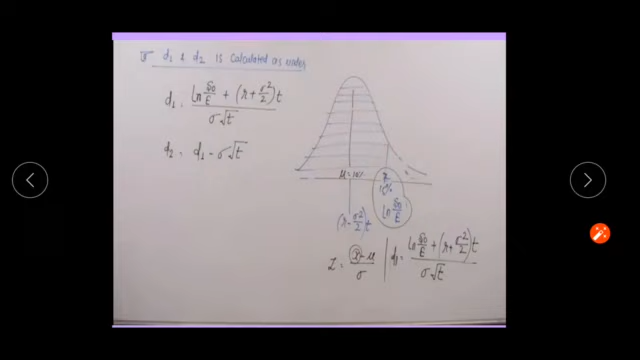 d₁ & d₂ is calculated as under
d₁ = ln S₀/E + (r + σ²/2)t / σ√t
d₂ = d₁ - σ√t
μ = 10%
x
ln S₀/E
(r - σ²/2)t
Z = x - μ / σ
d₁ = ln S₀/E + (r + σ²/2)t / σ√t